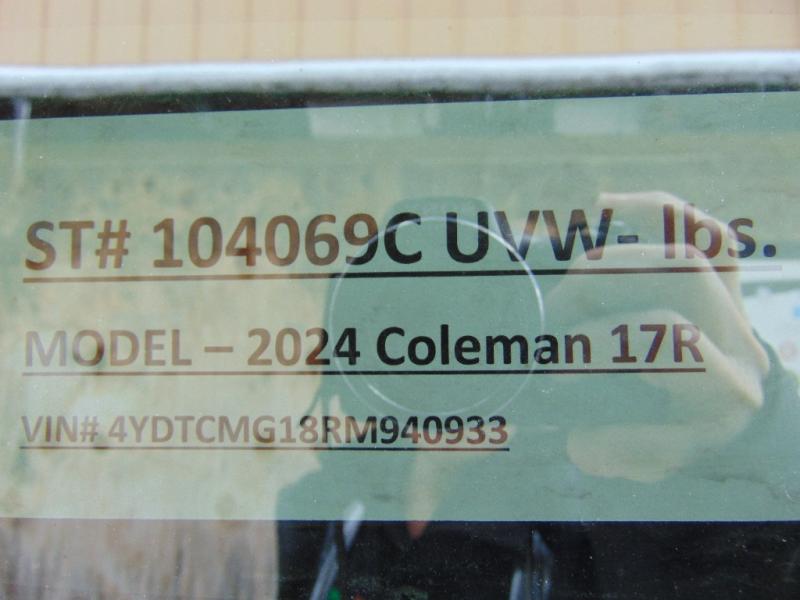 ST# 104069C UVW- lbs.
MODEL – 2024 Coleman 17R
VIN# 4YDTCMG18RM940933